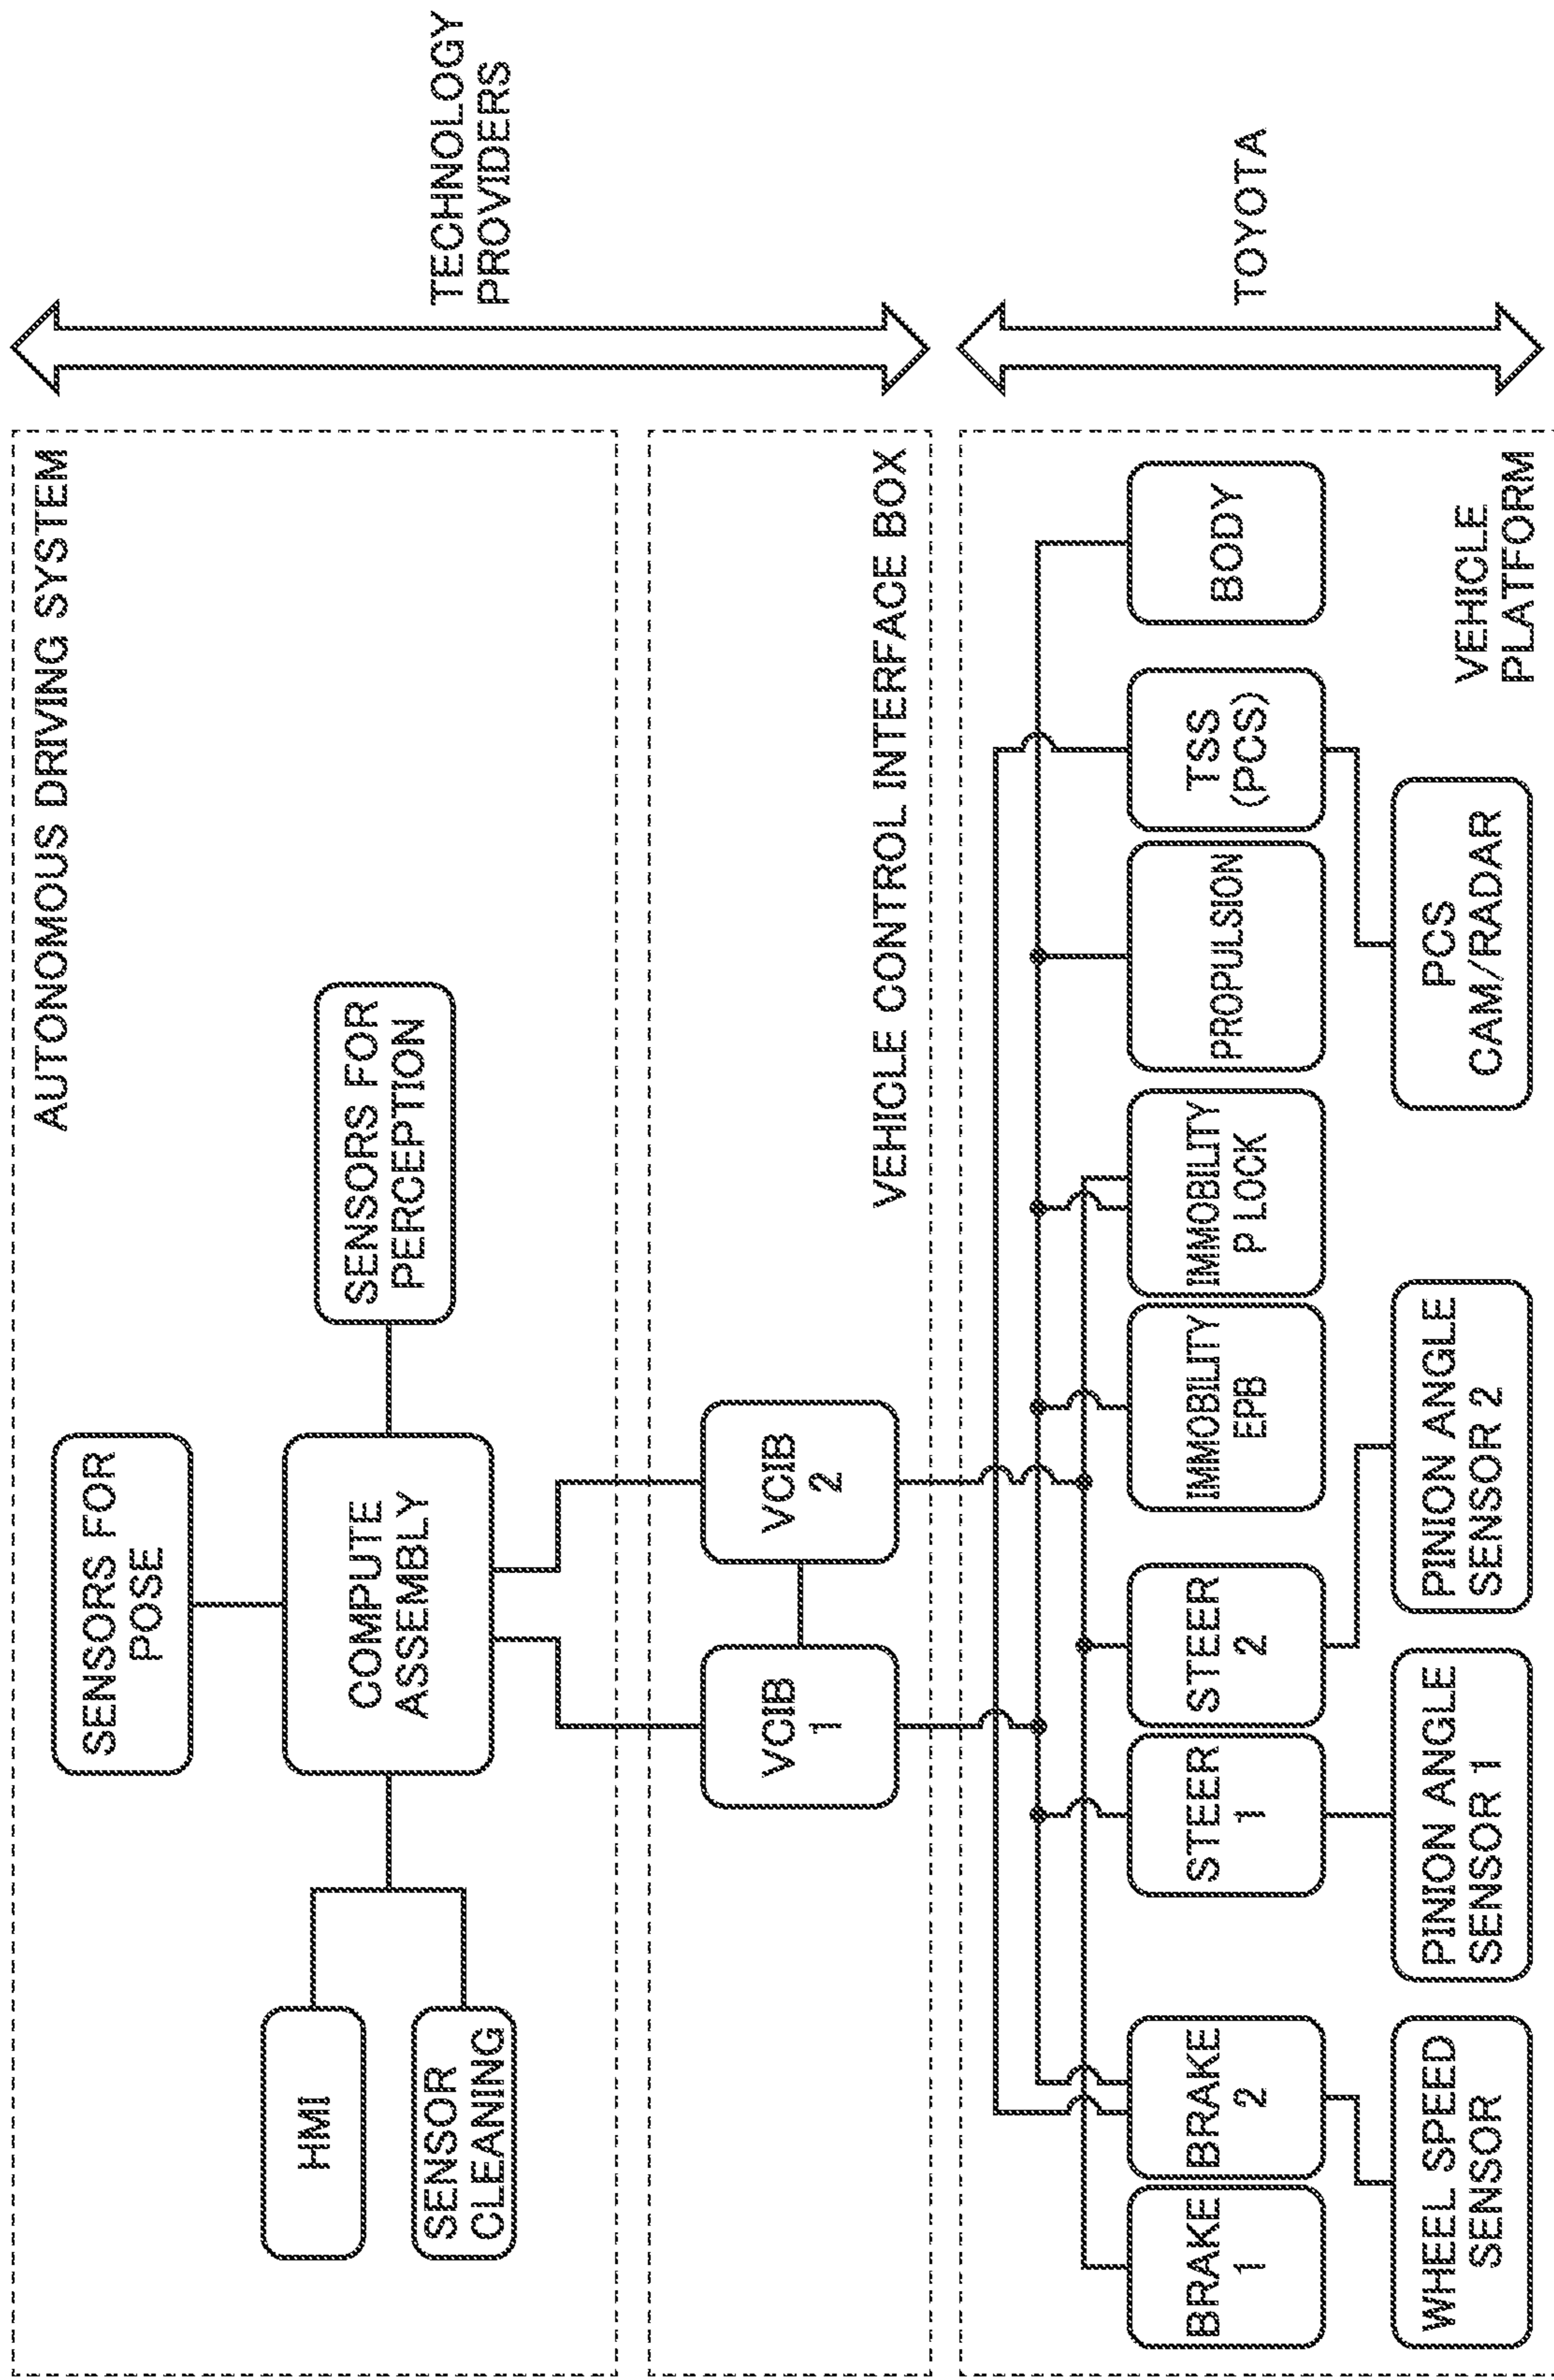 AUTONOMOUS DRIVING SYSTEM
SENSORS FOR
POSE
HMI
SENSOR
CLEANING
COMPUTE
ASSEMBLY
SENSORS FOR
PERCEPTION
TECHNOLOGY
PROVIDERS
VCIB
1
VCIB
2
VEHICLE CONTROL INTERFACE BOX
BRAKE
1
BRAKE
2
STEER
1
STEER
2
IMMOBILITY
EPB
IMMOBILITY
P LOCK
PROPULSION
TSS
(PCS)
BODY
TOYOTA
WHEEL SPEED
SENSOR
PINION ANGLE
SENSOR 1
PINION ANGLE
SENSOR 2
PCS
CAM/RADAR
VEHICLE
PLATFORM